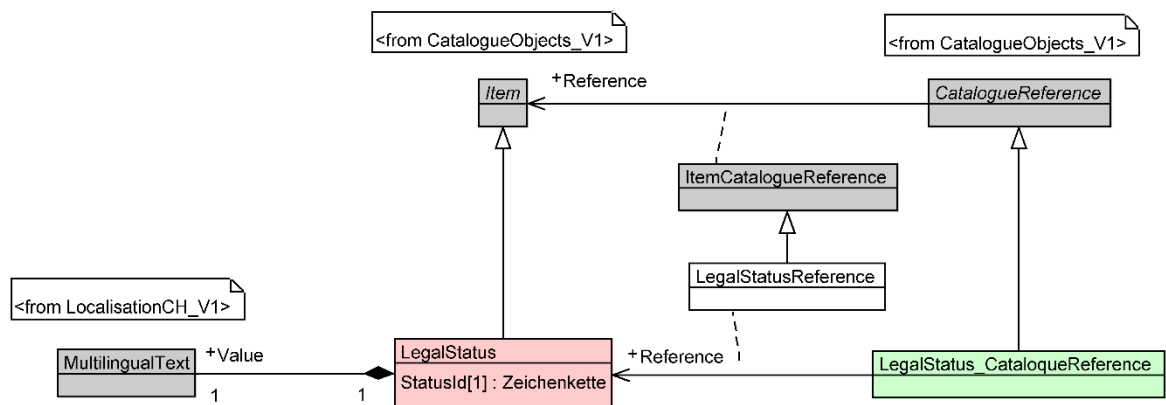 <from CatalogueObjects_V1>
<from CatalogueObjects_V1>
Item
+Reference
CatalogueReference
ItemCatalogueReference
LegalStatusReference
<from LocalisationCH_V1>
MultilingualText
+Value
1
1
LegalStatus
StatusId[1] : Zeichenkette
+Reference
LegalStatus_CataloqueReference